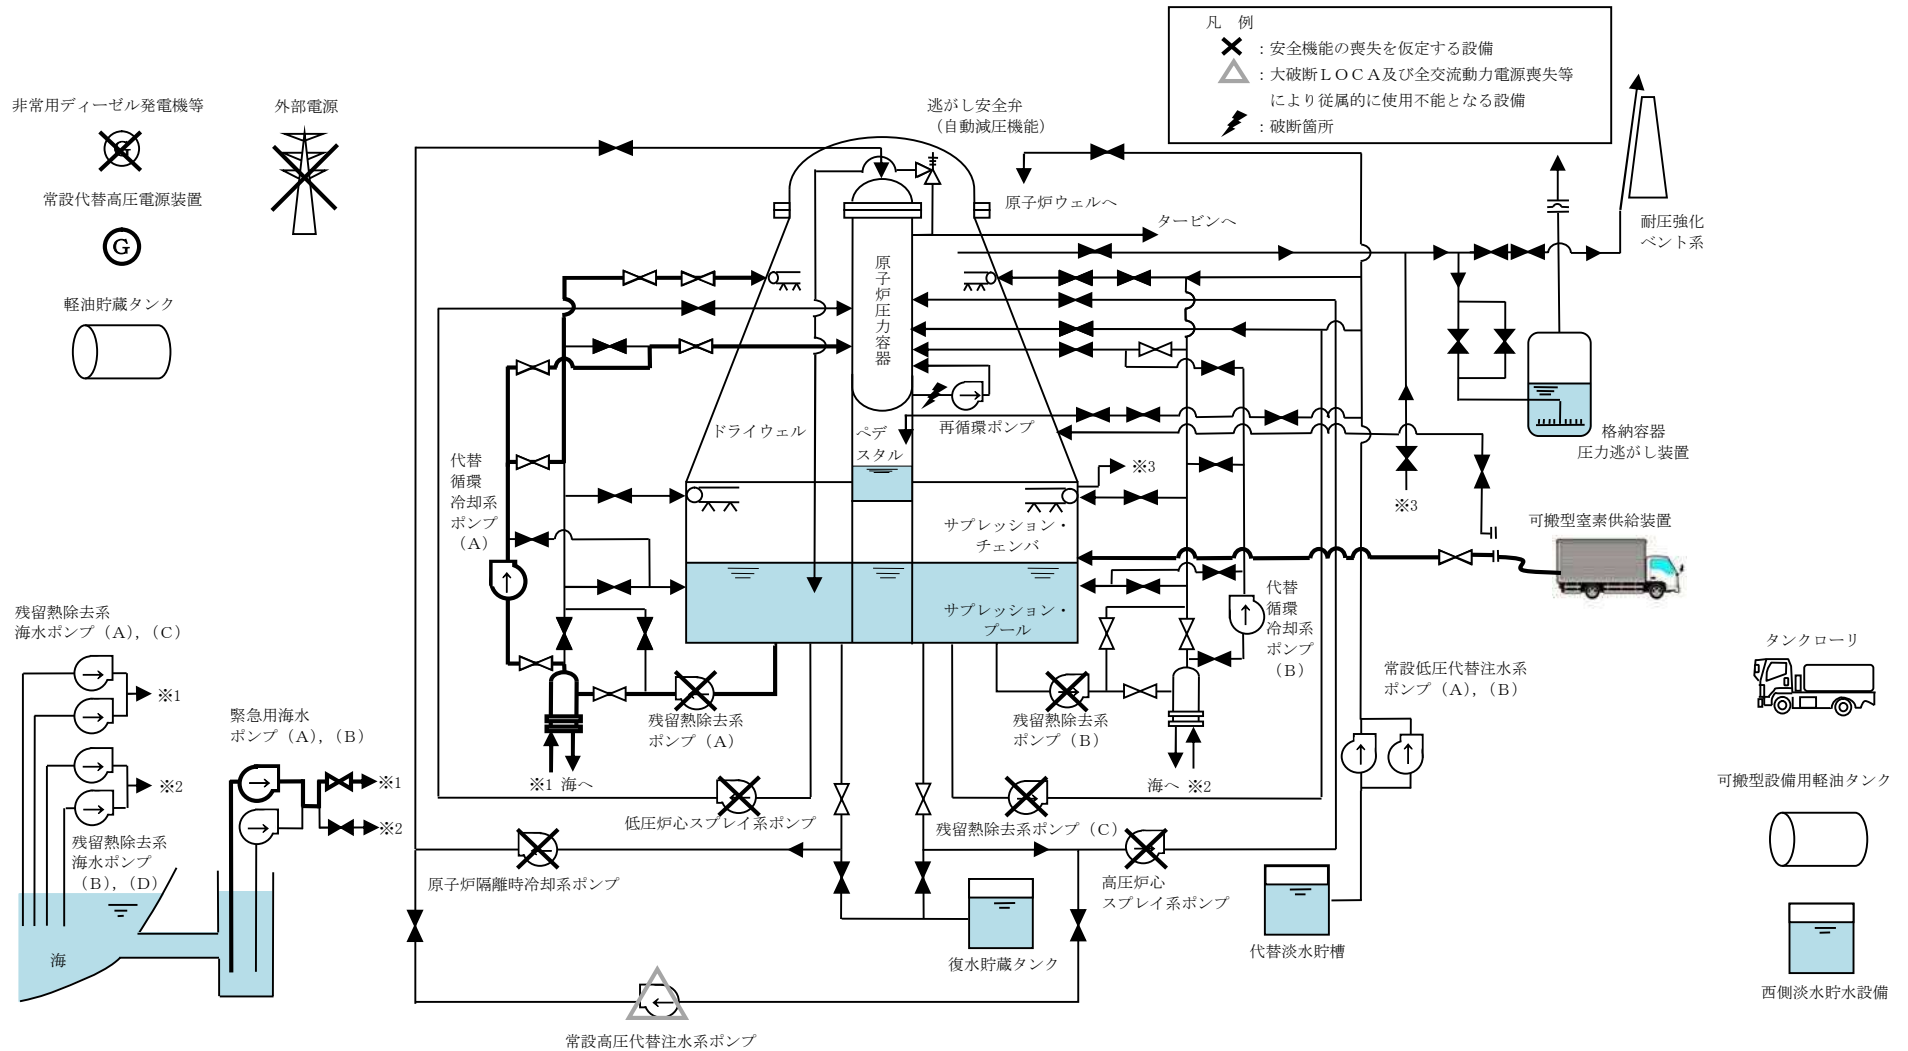 凡　例
：安全機能の喪失を仮定する設備
：大破断ＬＯＣＡ及び全交流動力電源喪失等
により従属的に使用不能となる設備
：破断箇所
非常用ディーゼル発電機等
G
外部電源
常設代替高圧電源装置
G
軽油貯蔵タンク
逃がし安全弁
（自動減圧機能）
原子炉ウェルへ
タービンへ
耐圧強化
ベント系
原子炉圧力容器
ドライウェル
ペデ
スタル
再循環ポンプ
格納容器
圧力逃がし装置
代替
循環
冷却系
ポンプ
（A）
※3
※3
サプレッション・
チェンバ
可搬型窒素供給装置
サプレッション・
プール
代替
循環
冷却系
ポンプ
（B）
残留熱除去系
海水ポンプ（A），（C）
※1
※2
残留熱除去系
海水ポンプ
（B），（D）
緊急用海水
ポンプ（A），（B）
※1
※2
海
残留熱除去系
ポンプ（A）
※1 海へ
残留熱除去系
ポンプ（B）
海へ ※2
常設低圧代替注水系
ポンプ（A），（B）
タンクローリ
可搬型設備用軽油タンク
低圧炉心スプレイ系ポンプ
残留熱除去系ポンプ（C）
原子炉隔離時冷却系ポンプ
高圧炉心
スプレイ系ポンプ
復水貯蔵タンク
代替淡水貯槽
西側淡水貯水設備
常設高圧代替注水系ポンプ